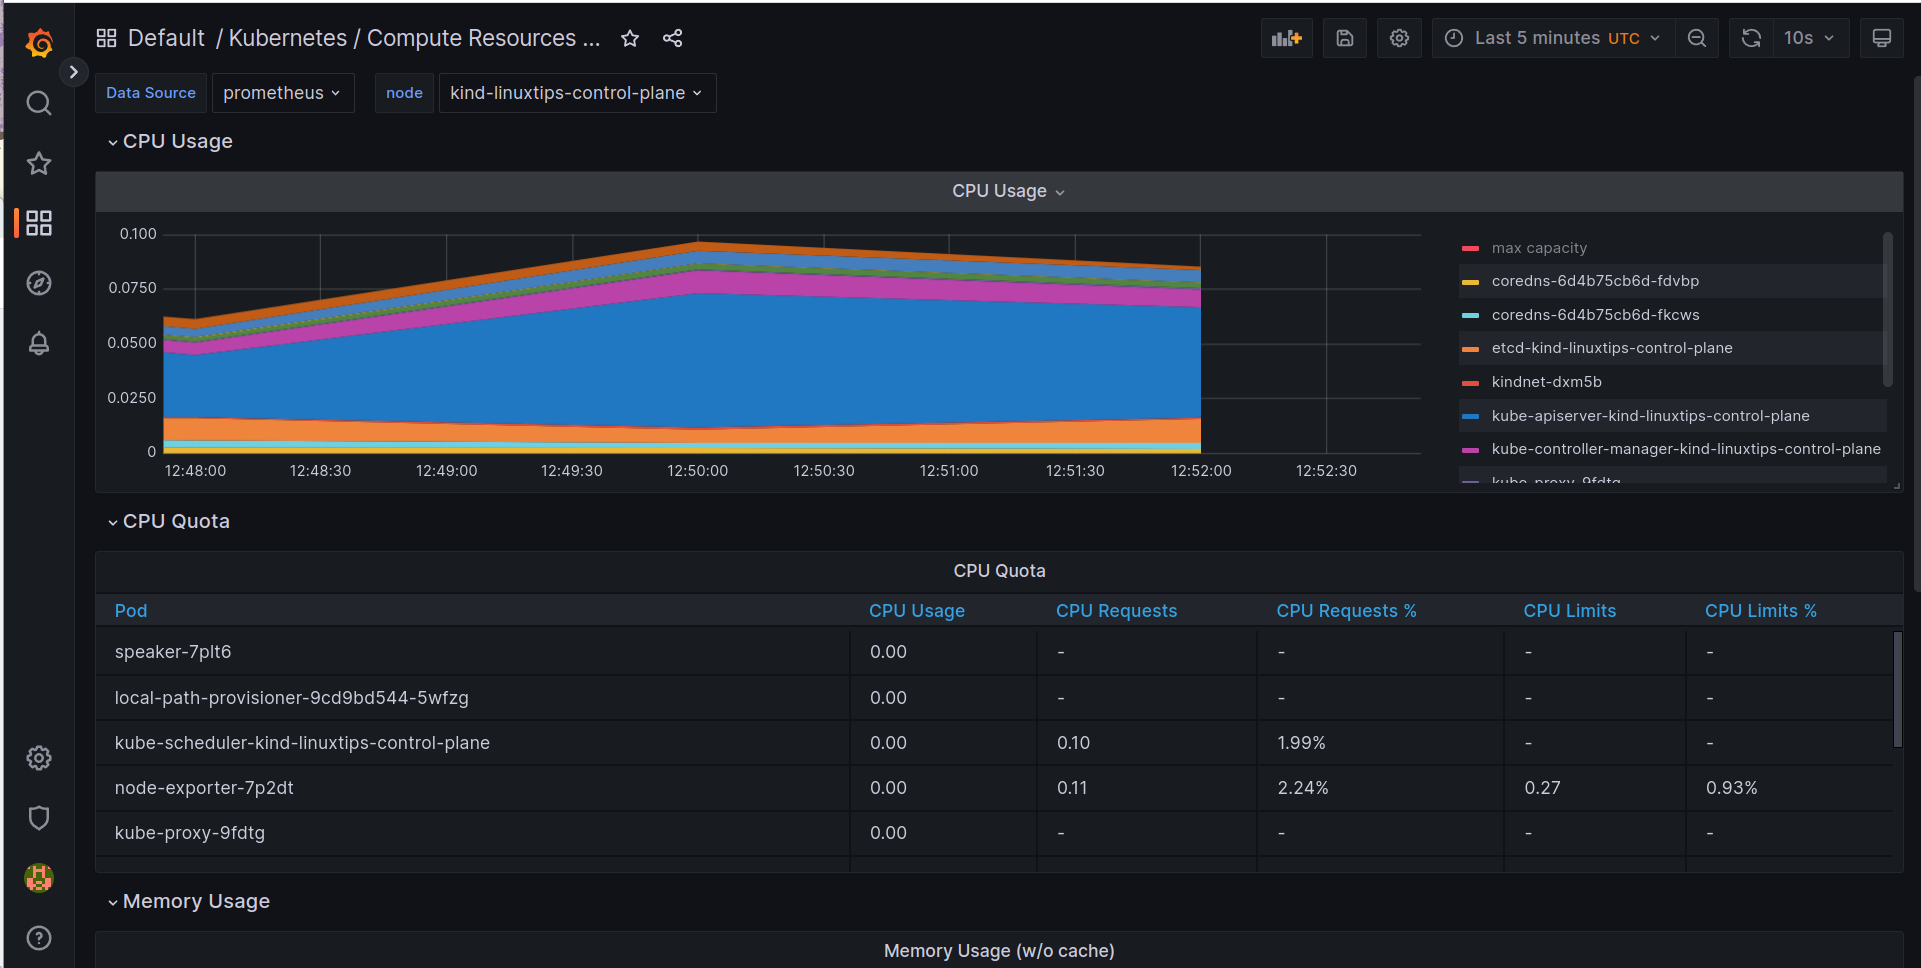 Default / Kubernetes / Compute Resources ...
Last 5 minutes UTC
10s
Data Source
prometheus
node
kind-linuxtips-control-plane
CPU Usage
CPU Usage
0.100
0.0750
0.0500
0.0250
0
12:48:00 12:48:30 12:49:00 12:49:30 12:50:00 12:50:30 12:51:00 12:51:30 12:52:00 12:52:30
max capacity
coredns-6d4b75cb6d-fdvbp
coredns-6d4b75cb6d-fkcws
etcd-kind-linuxtips-control-plane
kindnet-dxm5b
kube-apiserver-kind-linuxtips-control-plane
kube-controller-manager-kind-linuxtips-control-plane
kube-proxy-9fdtg
CPU Quota
CPU Quota
Pod CPU Usage CPU Requests CPU Requests % CPU Limits CPU Limits %
speaker-7plt6 0.00 - - - -
local-path-provisioner-9cd9bd544-5wfzg 0.00 - - - -
kube-scheduler-kind-linuxtips-control-plane 0.00 0.10 1.99% - -
node-exporter-7p2dt 0.00 0.11 2.24% 0.27 0.93%
kube-proxy-9fdtg 0.00 - - - -
Memory Usage
Memory Usage (w/o cache)